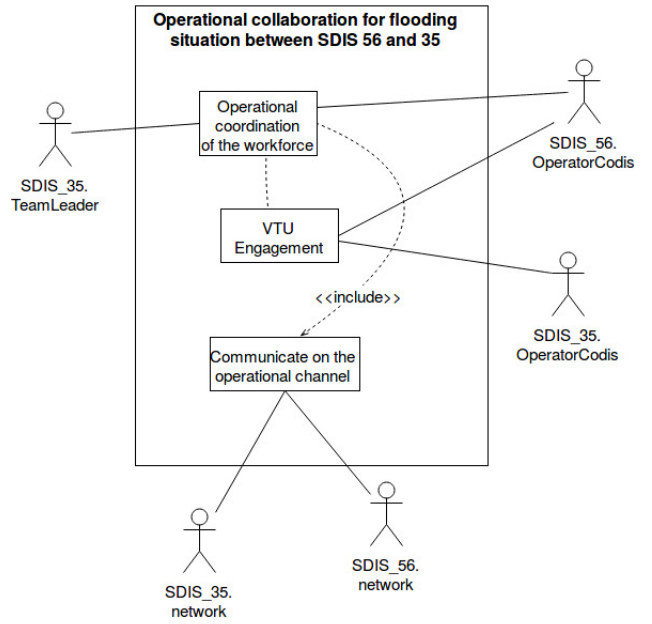 Operational collaboration for flooding
situation between SDIS 56 and 35
Operational
coordination
of the workforce
SDIS_35.
TeamLeader
SDIS_56.
OperatorCodis
VTU
Engagement
<<include>>
SDIS_35.
OperatorCodis
Communicate on the
operational channel
SDIS_35.
network
SDIS_56.
network